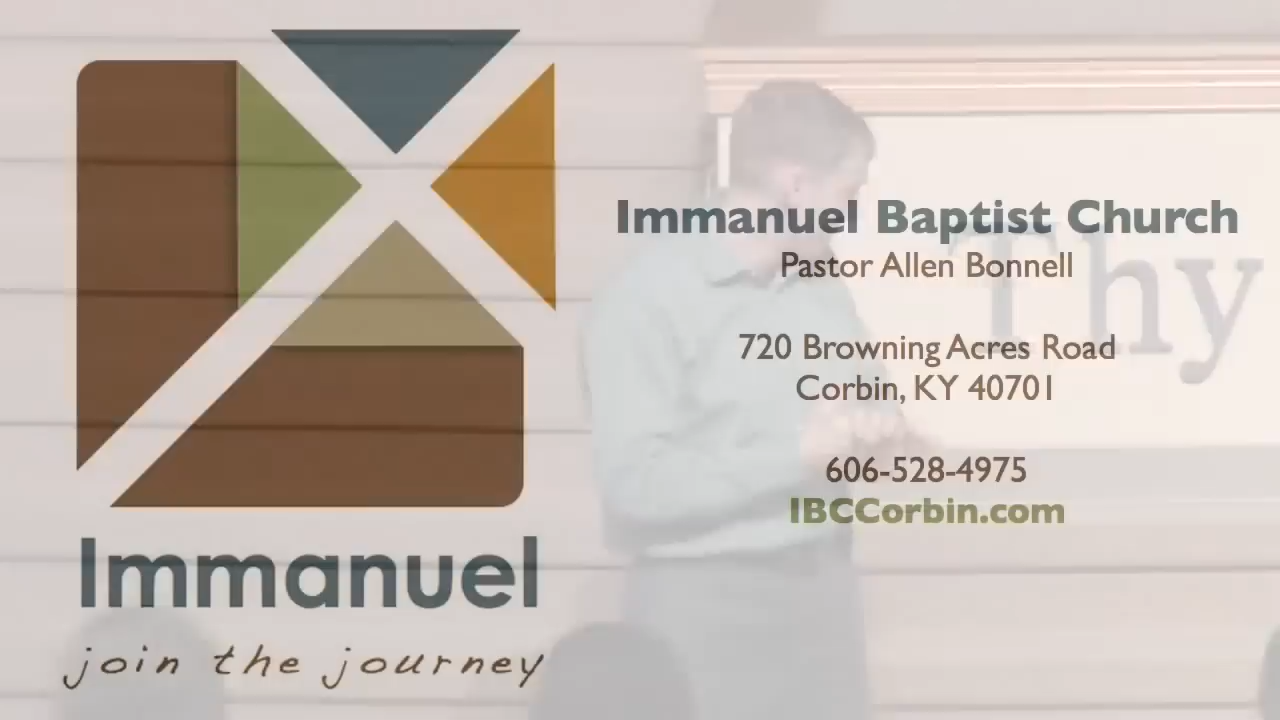 Immanuel
join the journey
Immanuel Baptist Church
Pastor Allen Bonnell
720 Browning Acres Road
Corbin, KY 40701
606-528-4975
IBCCorbin.com
Thy